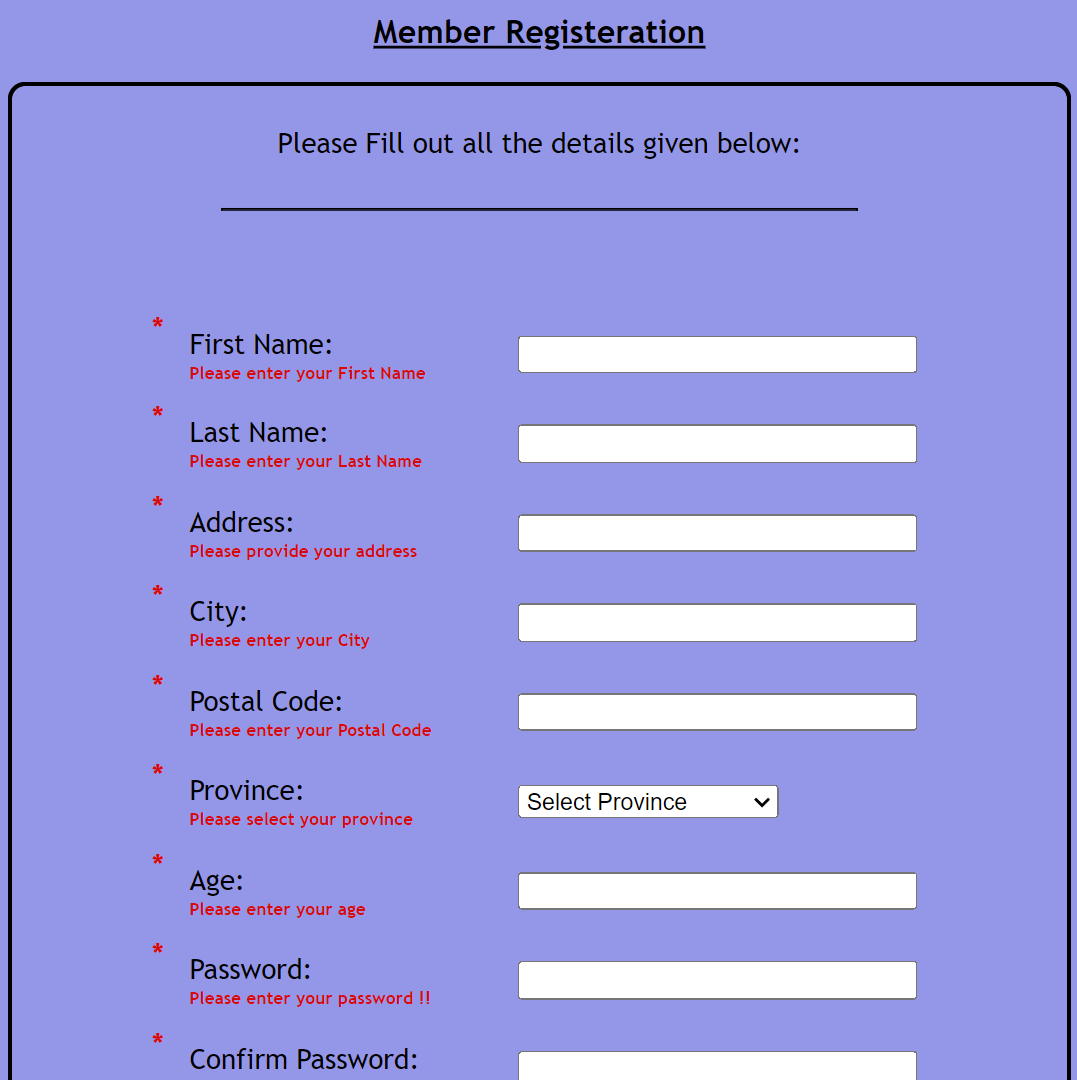 Member Registeration
Please Fill out all the details given below:
*
First Name:
Please enter your First Name
*
Last Name:
Please enter your Last Name
*
Address:
Please provide your address
*
City:
Please enter your City
*
Postal Code:
Please enter your Postal Code
*
Province:
Select Province
Please select your province
*
Age:
Please enter your age
*
Password:
Please enter your password !!
*
Confirm Password: